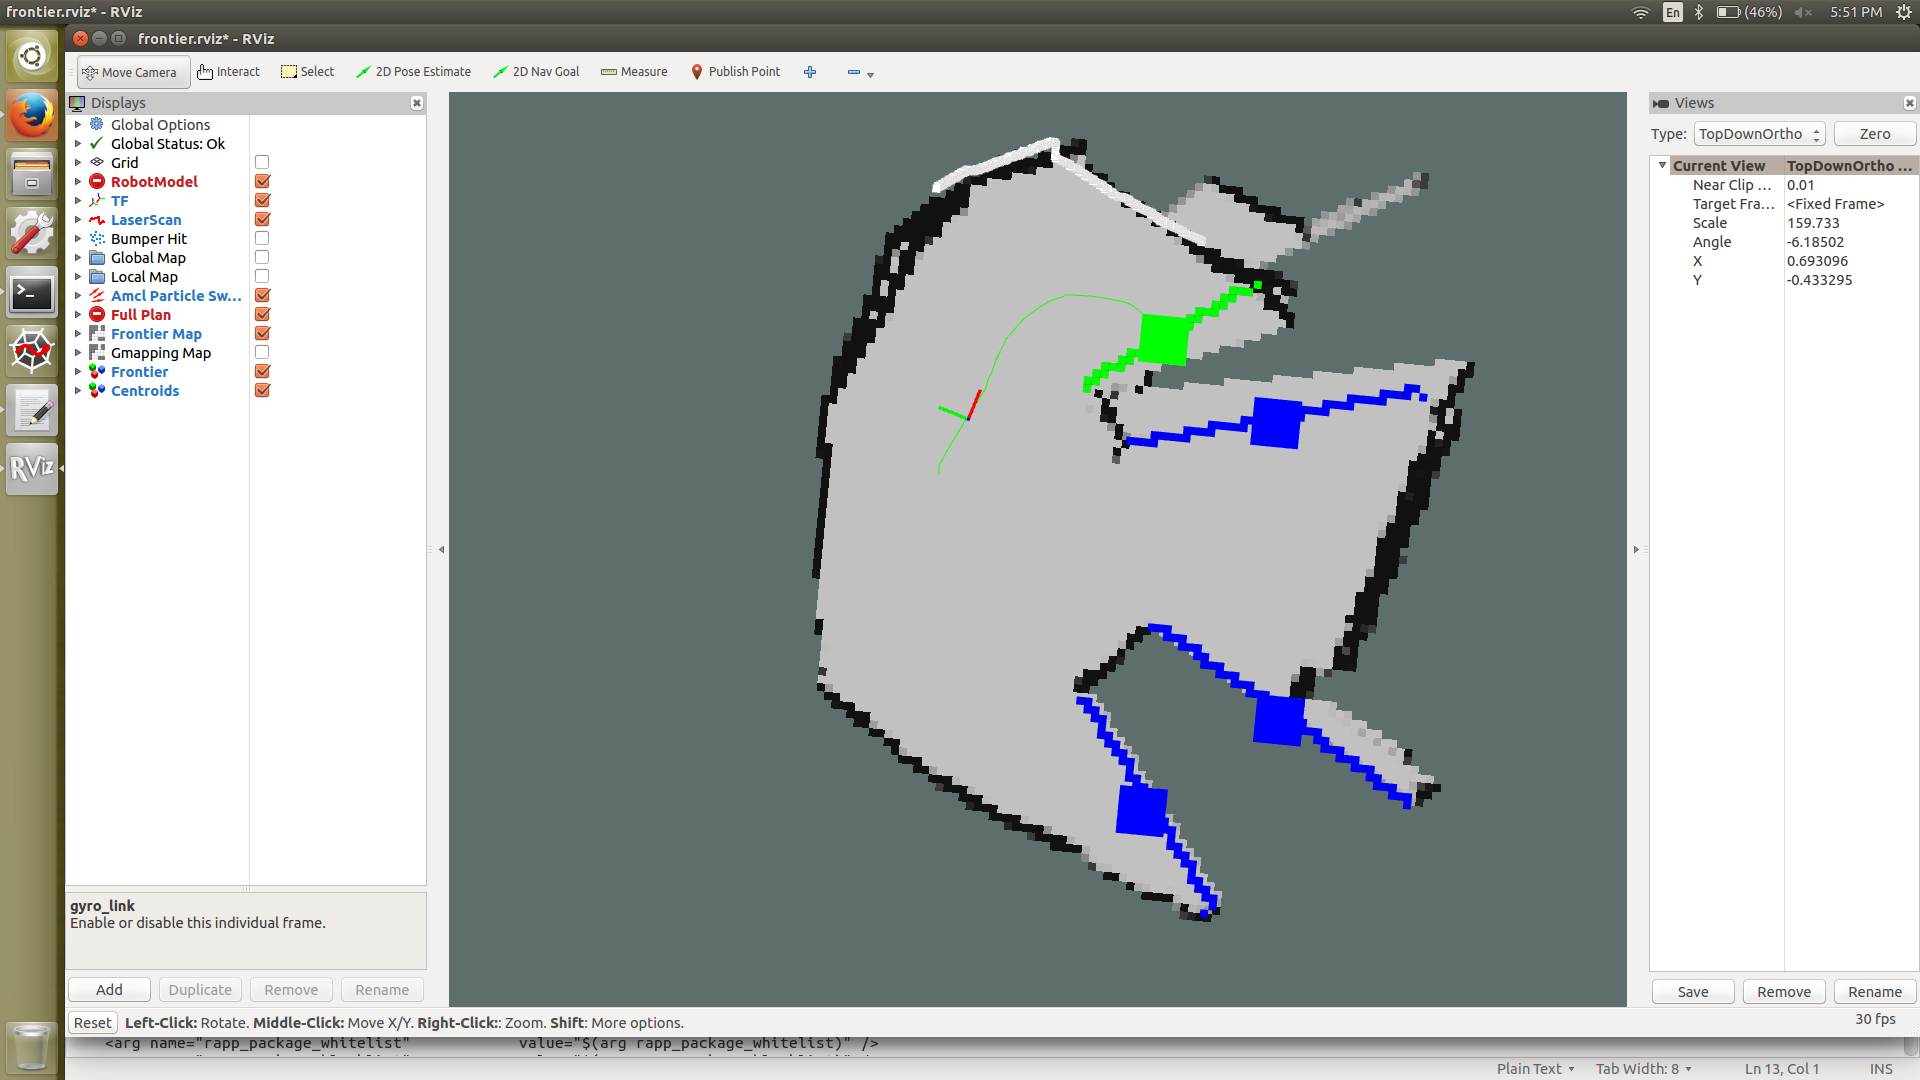 frontier.rviz* - RViz
En
(46%)
5:51 PM
frontier.rviz* - RViz
Move Camera
Interact
Select
2D Pose Estimate
2D Nav Goal
Measure
Publish Point
Displays
Global Options
Global Status: Ok
Grid
RobotModel
TF
LaserScan
Bumper Hit
Global Map
Local Map
Amcl Particle Sw...
Full Plan
Frontier Map
Gmapping Map
Frontier
Centroids
RViz
gyro_link
Enable or disable this individual frame.
Add
Duplicate
Remove
Rename
Views
Type:
TopDownOrtho
Zero
Current View
TopDownOrtho ...
Near Clip ...
0.01
Target Fra...
<Fixed Frame>
Scale
159.733
Angle
-6.18502
X
0.693096
Y
-0.433295
Save
Remove
Rename
Reset
Left-Click: Rotate. Middle-Click: Move X/Y. Right-Click:: Zoom. Shift: More options.
30 fps
<arg name="rapp_package_whitelist" value="$(arg rapp_package_whitelist)" />
Plain Text
Tab Width: 8
Ln 13, Col 1
INS